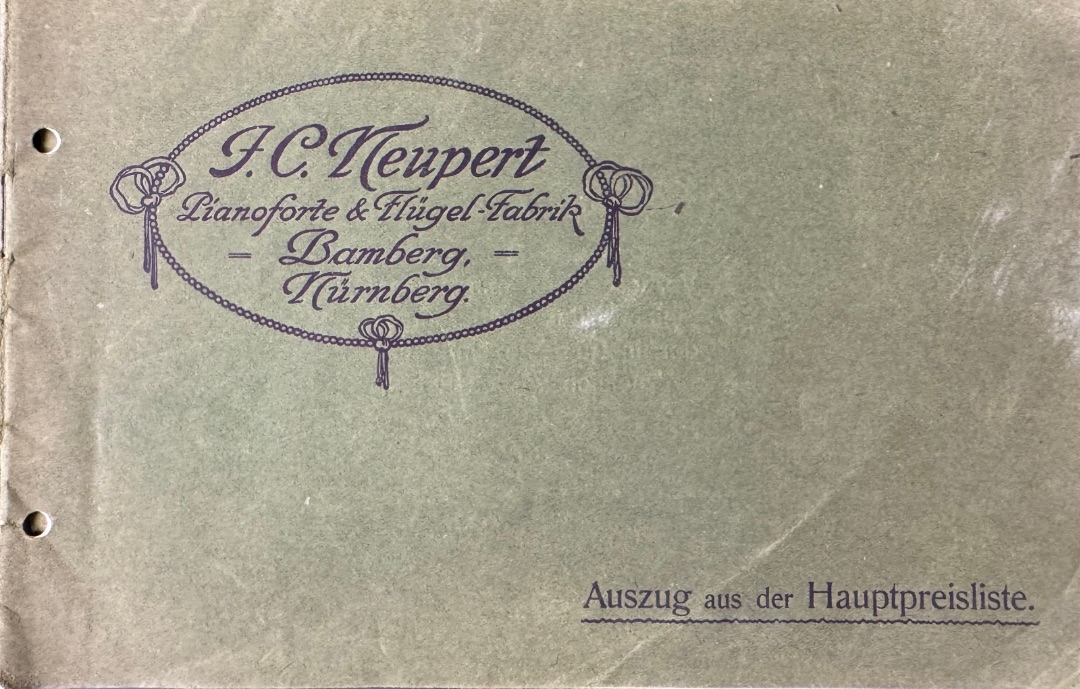 J. C. Neupert
Pianoforte & Flügel-Fabrik
= Bamberg, =
Nürnberg.
Auszug aus der Hauptpreisliste.